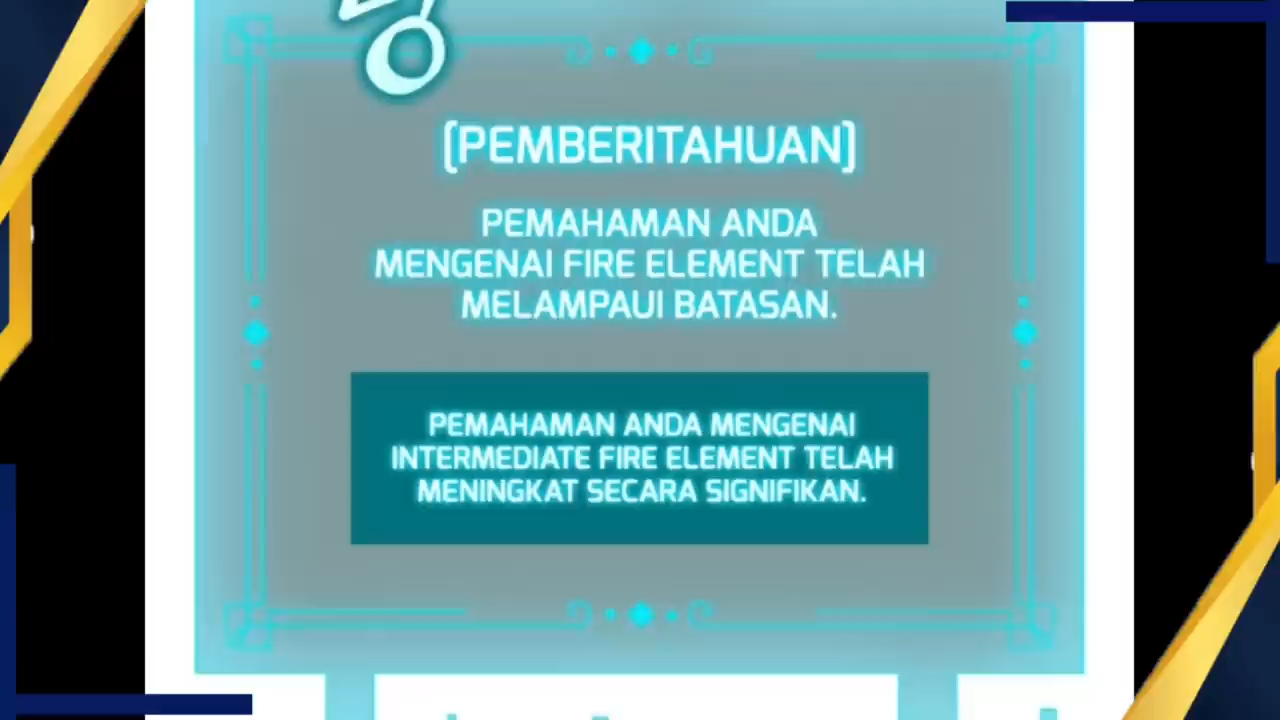 [PEMBERITAHUAN]
PEMAHAMAN ANDA
MENGENAI FIRE ELEMENT TELAH
MELAMPAUI BATASAN.
PEMAHAMAN ANDA MENGENAI
INTERMEDIATE FIRE ELEMENT TELAH
MENINGKAT SECARA SIGNIFIKAN.